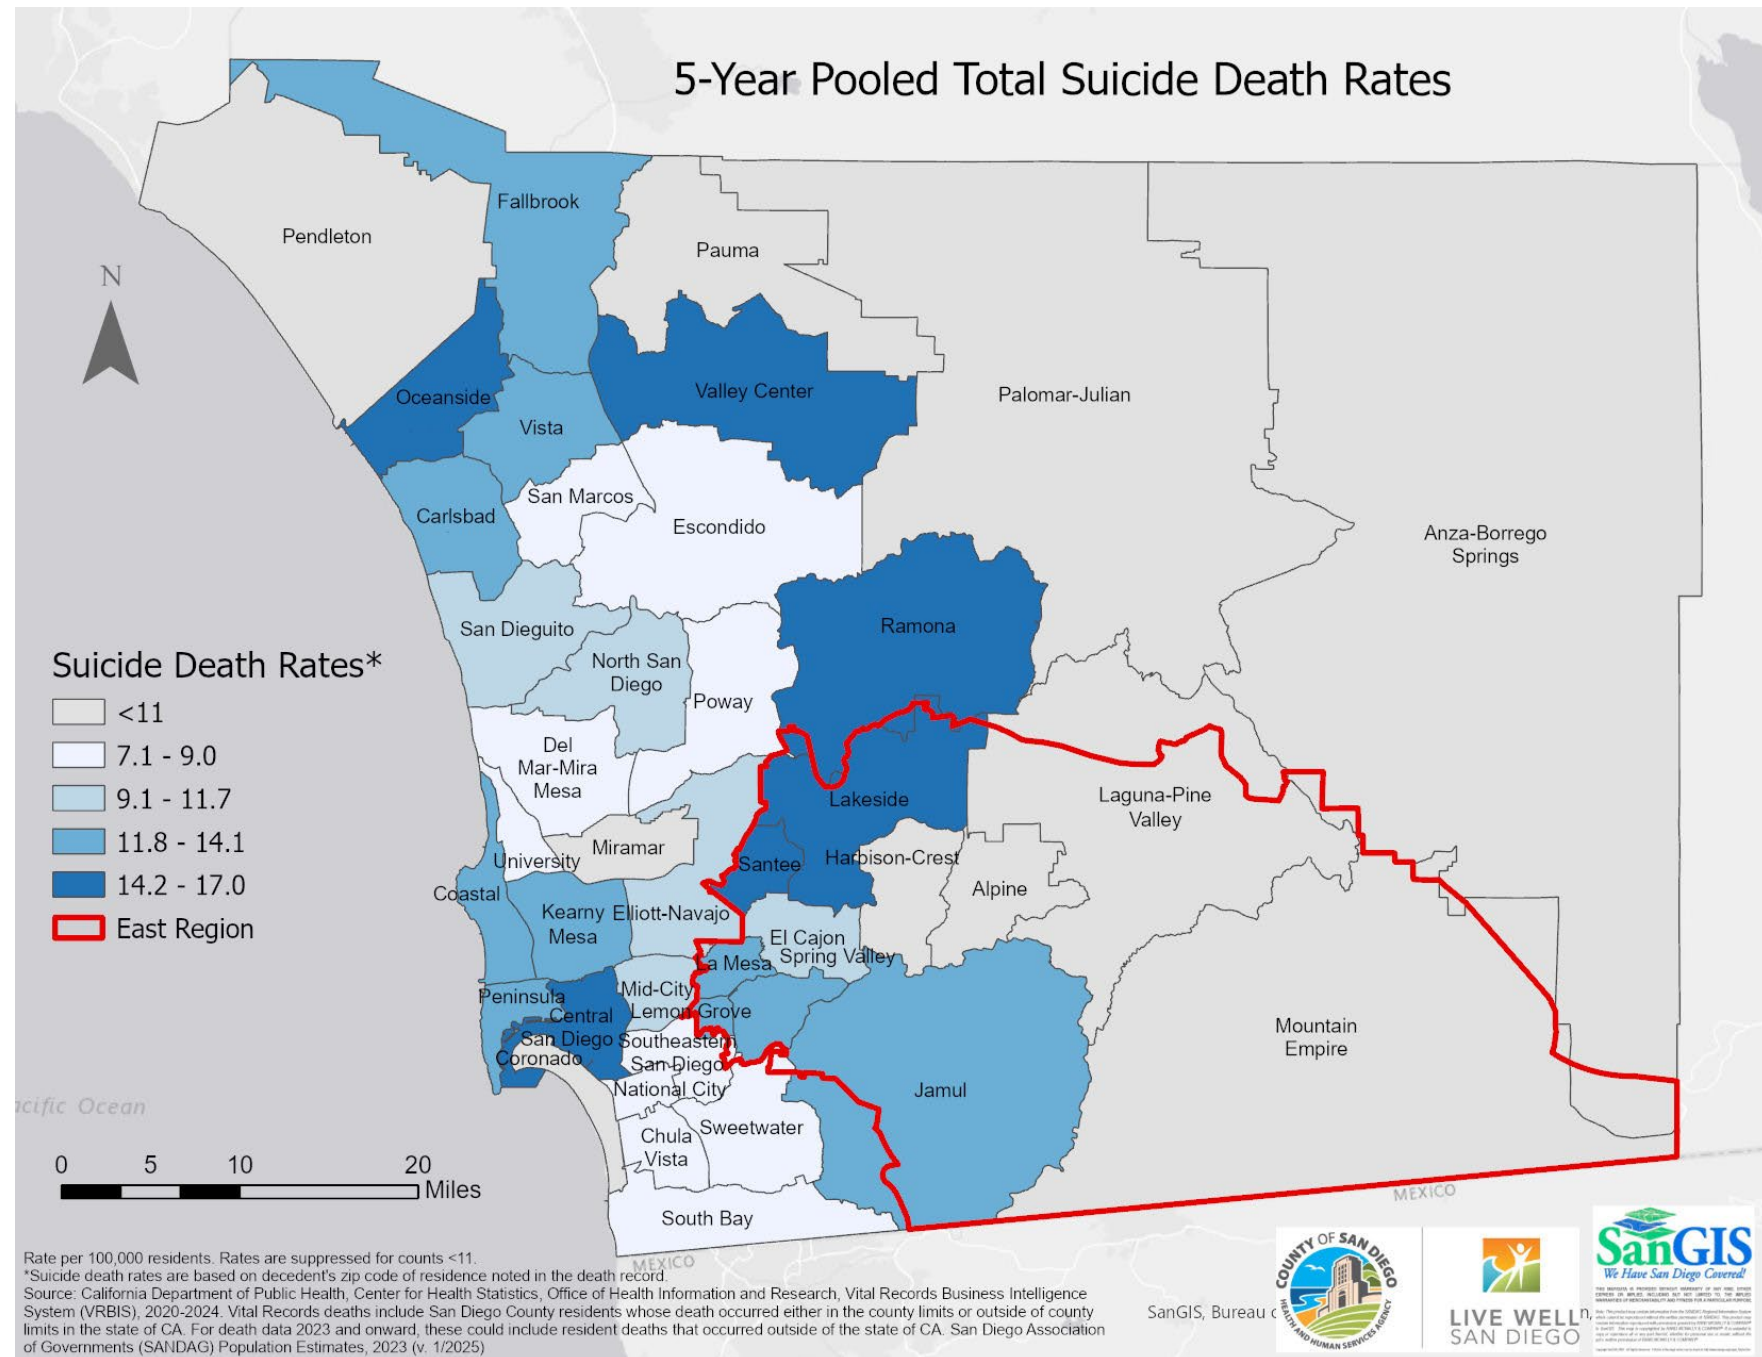 5-Year Pooled Total Suicide Death Rates
Fallbrook
Pendleton
Pauma
N
Oceanside
Valley Center
Palomar-Julian
Vista
San Marcos
Carlsbad
Escondido
Anza-Borrego
Springs
San Dieguito
Ramona
North San
Diego
Poway
Del
Mar-Mira
Mesa
Lakeside
Laguna-Pine
Valley
Miramar
University
Santee
Harbison-Crest
Alpine
Coastal
Kearny
Mesa
Elliott-Navajo
El Cajon
Spring Valley
La Mesa
Peninsula
Mid-City
Central
San Diego
Lemon Grove
Coronado
Southeastern
San Diego
National City
Mountain
Empire
Jamul
Chula
Vista
Sweetwater
South Bay
Suicide Death Rates*
<11
7.1 - 9.0
9.1 - 11.7
11.8 - 14.1
14.2 - 17.0
East Region
acific Ocean
0 5 10 20
Miles
MEXICO
MEXICO
Rate per 100,000 residents. Rates are suppressed for counts <11.
*Suicide death rates are based on decedent's zip code of residence noted in the death record.
Source: California Department of Public Health, Center for Health Statistics, Office of Health Information and Research, Vital Records Business Intelligence
System (VRBIS), 2020-2024. Vital Records deaths include San Diego County residents whose death occurred either in the county limits or outside of county
limits in the state of CA. For death data 2023 and onward, these could include resident deaths that occurred outside of the state of CA. San Diego Association
of Governments (SANDAG) Population Estimates, 2023 (v. 1/2025)
SanGIS, Bureau
COUNTY OF SAN DIEGO
HEALTH AND HUMAN SERVICES AGENCY
LIVE WELL
SAN DIEGO
SanGIS
We Have San Diego Covered!